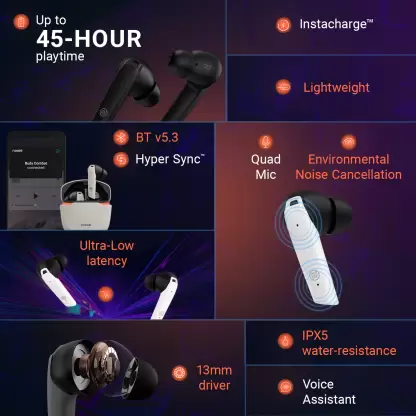 Up to
45-HOUR
playtime
Instacharge™
Lightweight
BT v5.3
Hyper Sync™
Quad
Mic
Environmental
Noise Cancellation
Ultra-Low
latency
13mm
driver
IPX5
water-resistance
Voice
Assistant